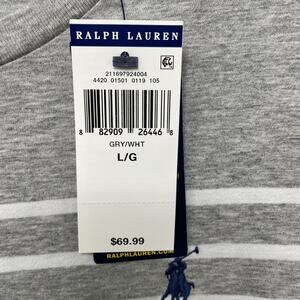 RALPH LAUREN
211697924004
4420 01501 0119 105
8 82909 26446 8
GRY/WHT
L/G
$69.99
RALPHLAUREN.COM